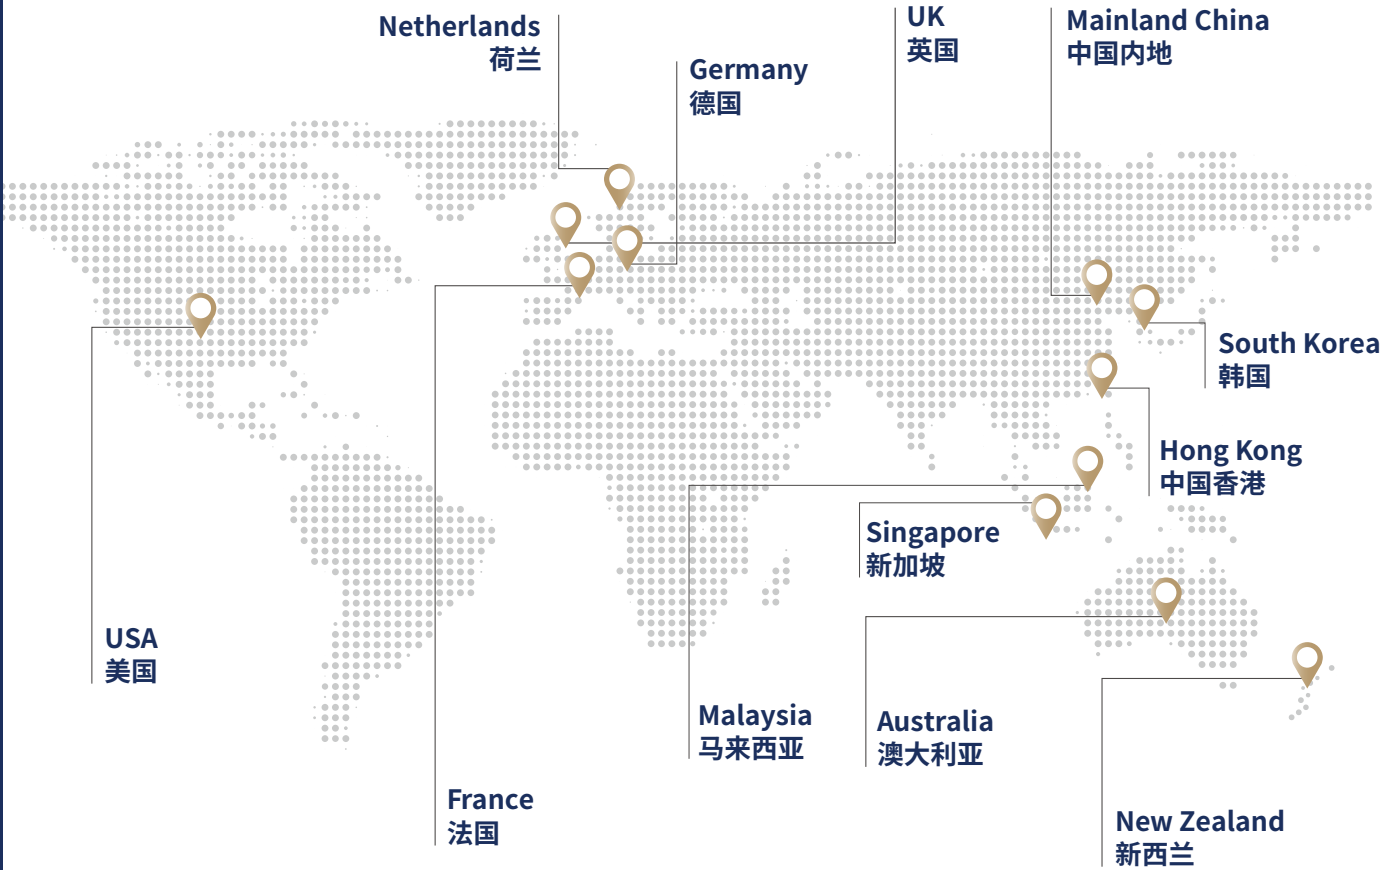 Netherlands
荷兰
Germany
德国
UK
英国
Mainland China
中国内地
South Korea
韩国
Hong Kong
中国香港
Singapore
新加坡
USA
美国
Malaysia
马来西亚
Australia
澳大利亚
France
法国
New Zealand
新西兰